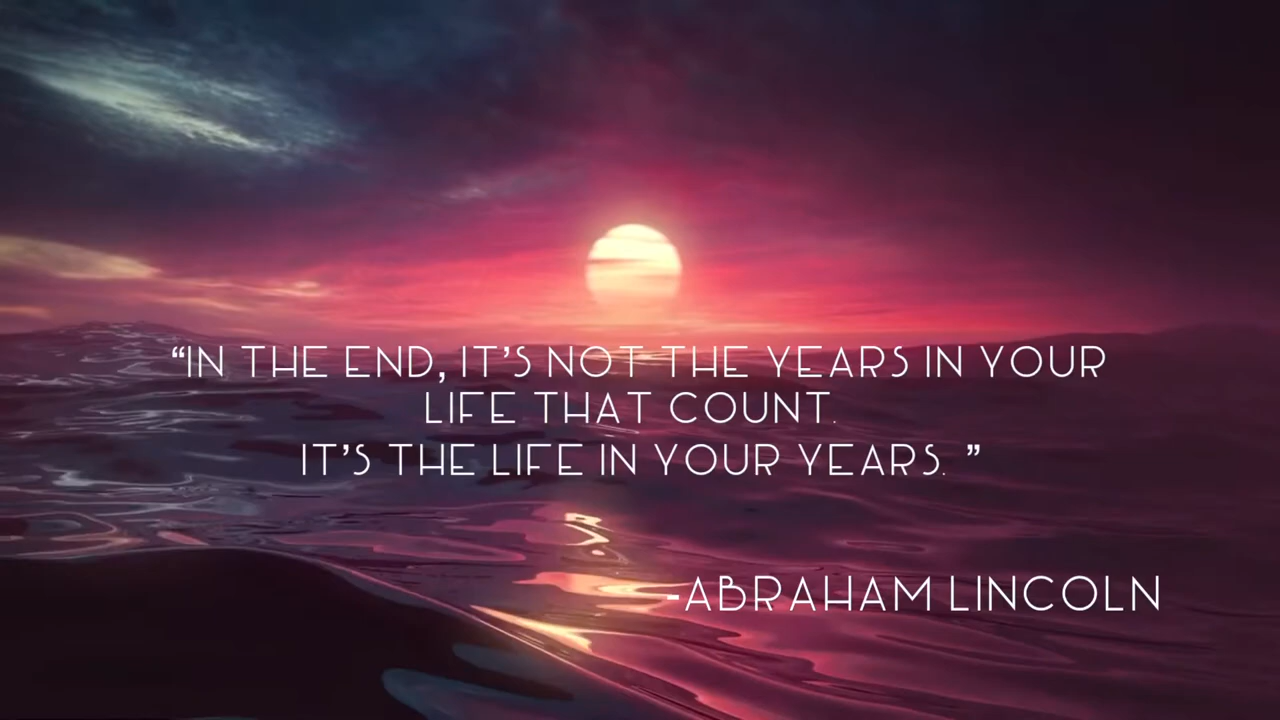 “IN THE END, IT’S NOT THE YEARS IN YOUR
LIFE THAT COUNT.
IT’S THE LIFE IN YOUR YEARS. ”
-ABRAHAM LINCOLN